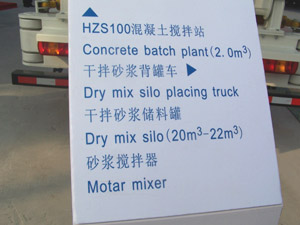 ▲
HZS100混凝土搅拌站
Concrete batch plant(2.0m³)
干拌砂浆背罐车 ▶
Dry mix silo placing truck
干拌砂浆储料罐
Dry mix silo(20m³-22m³)
砂浆搅拌器
Motar mixer